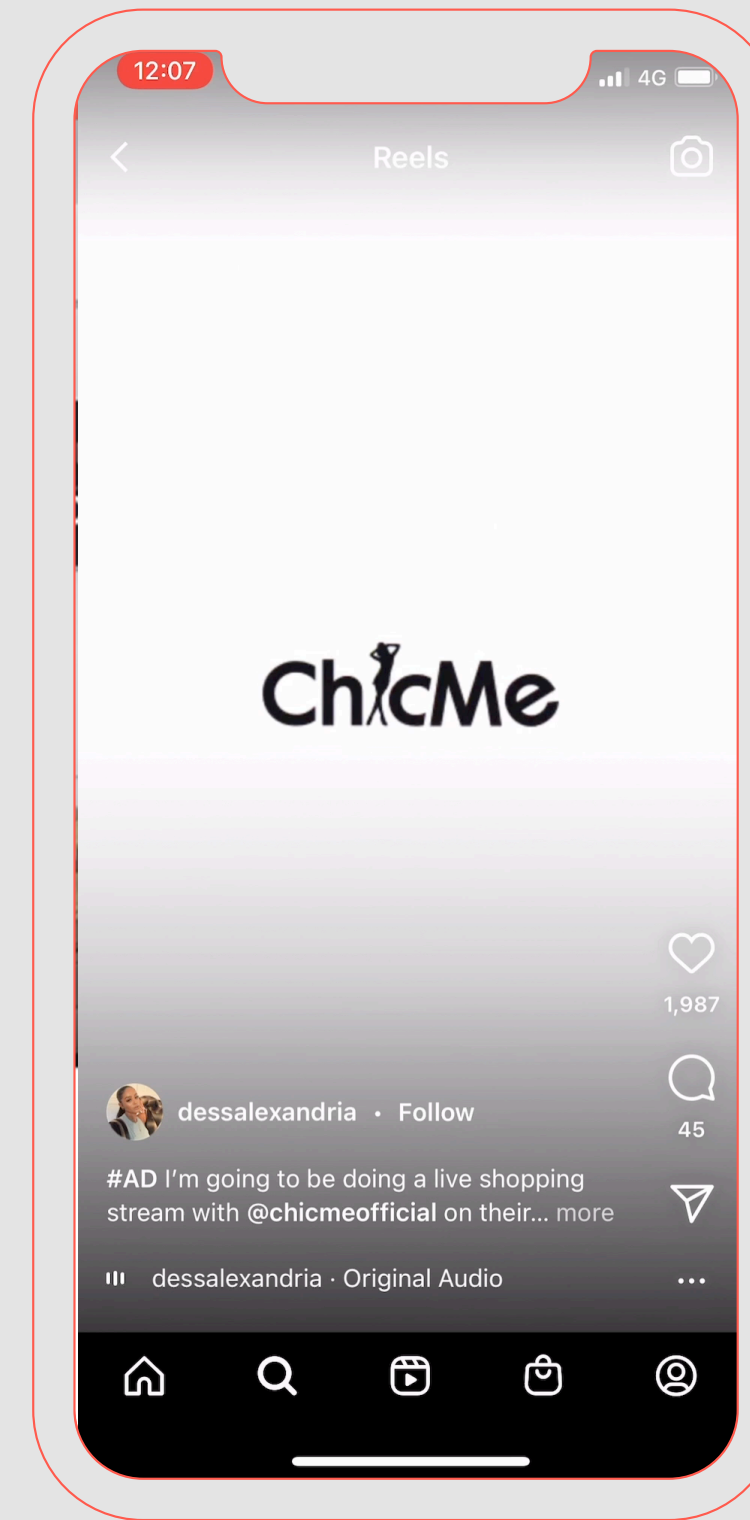 12:07
4G
Reels
ChicMe
1,987
dessalexandria · Follow
45
#AD I’m going to be doing a live shopping
stream with @chicmeofficial on their... more
dessalexandria · Original Audio